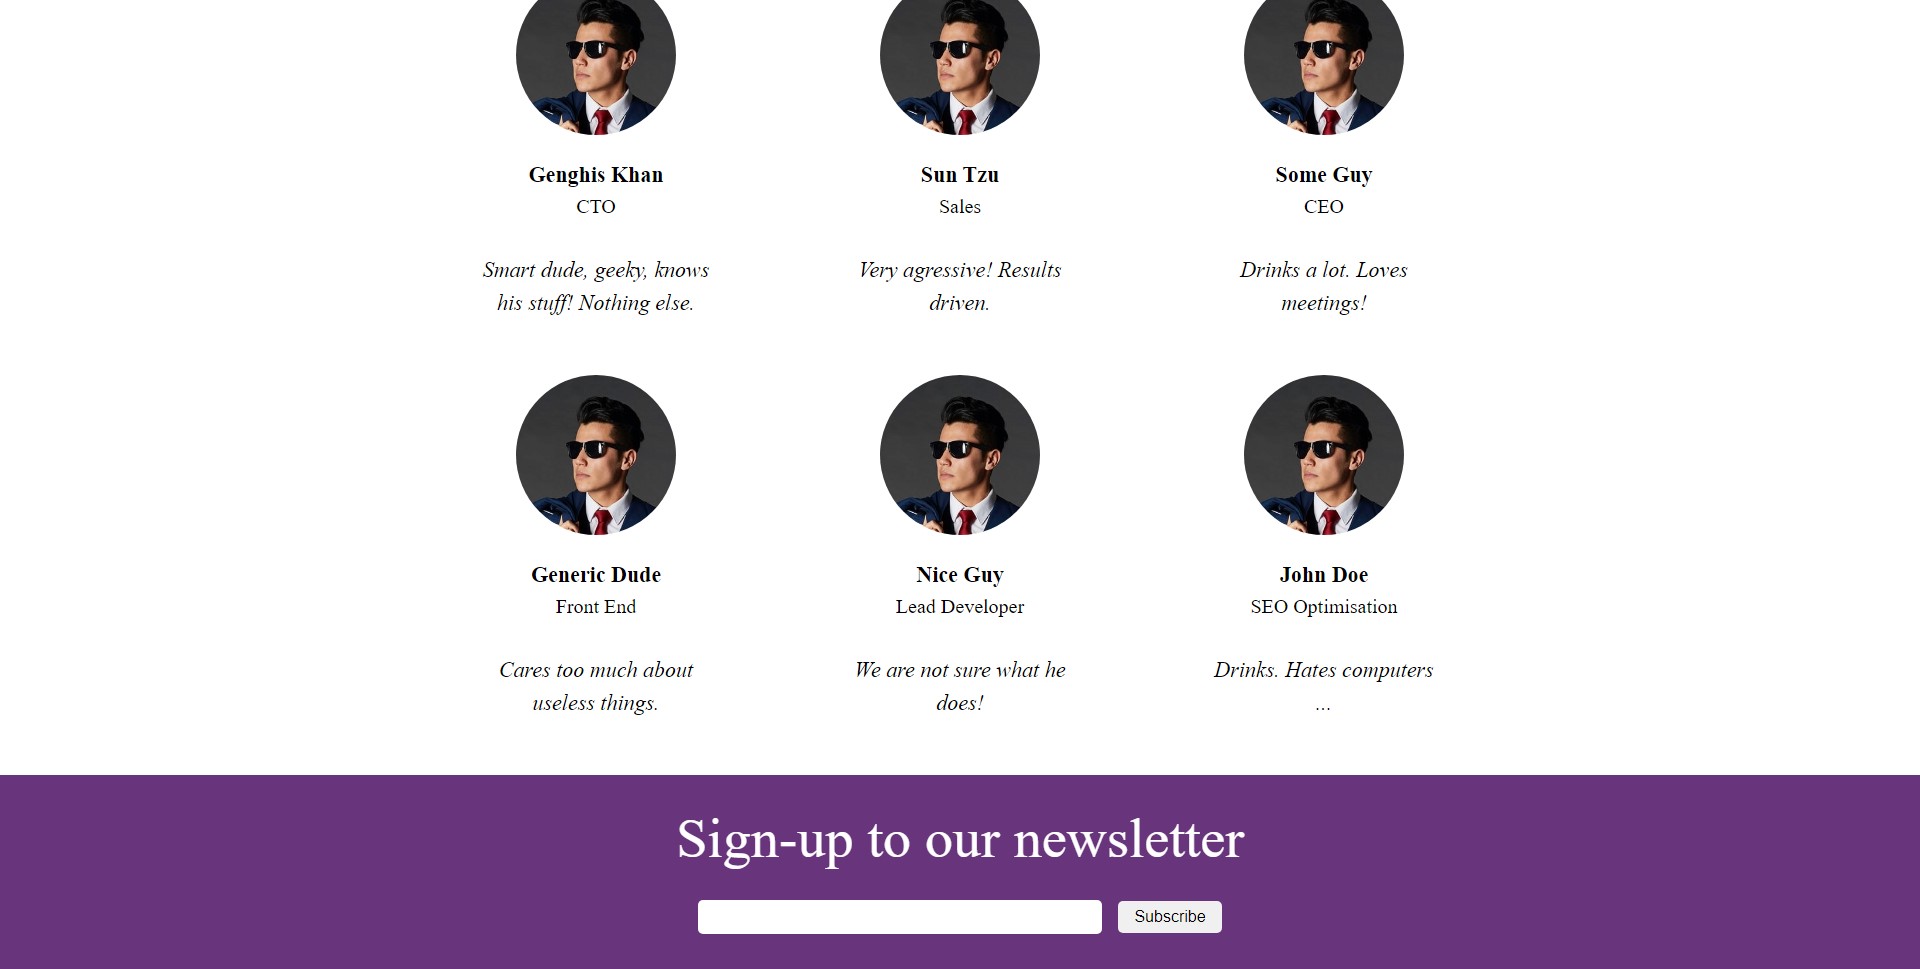 Genghis Khan
CTO
Smart dude, geeky, knows
his stuff! Nothing else.
Sun Tzu
Sales
Very agressive! Results
driven.
Some Guy
CEO
Drinks a lot. Loves
meetings!
Generic Dude
Front End
Cares too much about
useless things.
Nice Guy
Lead Developer
We are not sure what he
does!
John Doe
SEO Optimisation
Drinks. Hates computers
...
Sign-up to our newsletter
Subscribe